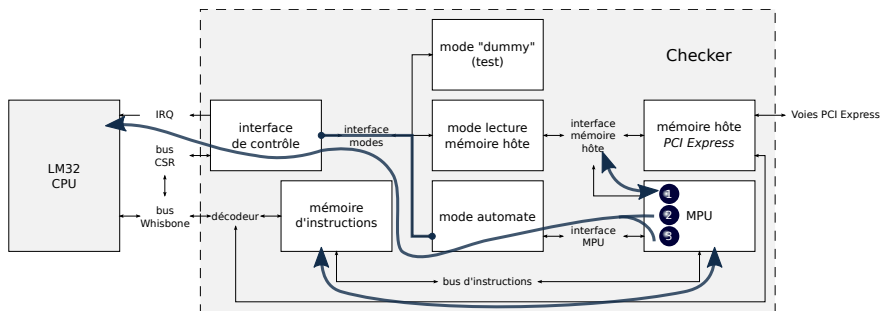 Checker
mode "dummy"
(test)
LM32
CPU
IRQ
bus
CSR
bus
Whisbone
interface
de contrôle
interface
modes
mode lecture
mémoire hôte
interface
mémoire
hôte
mémoire hôte
PCI Express
Voies PCI Express
décodeur
mémoire
d'instructions
mode automate
interface
MPU
1
2
3
MPU
bus d'instructions